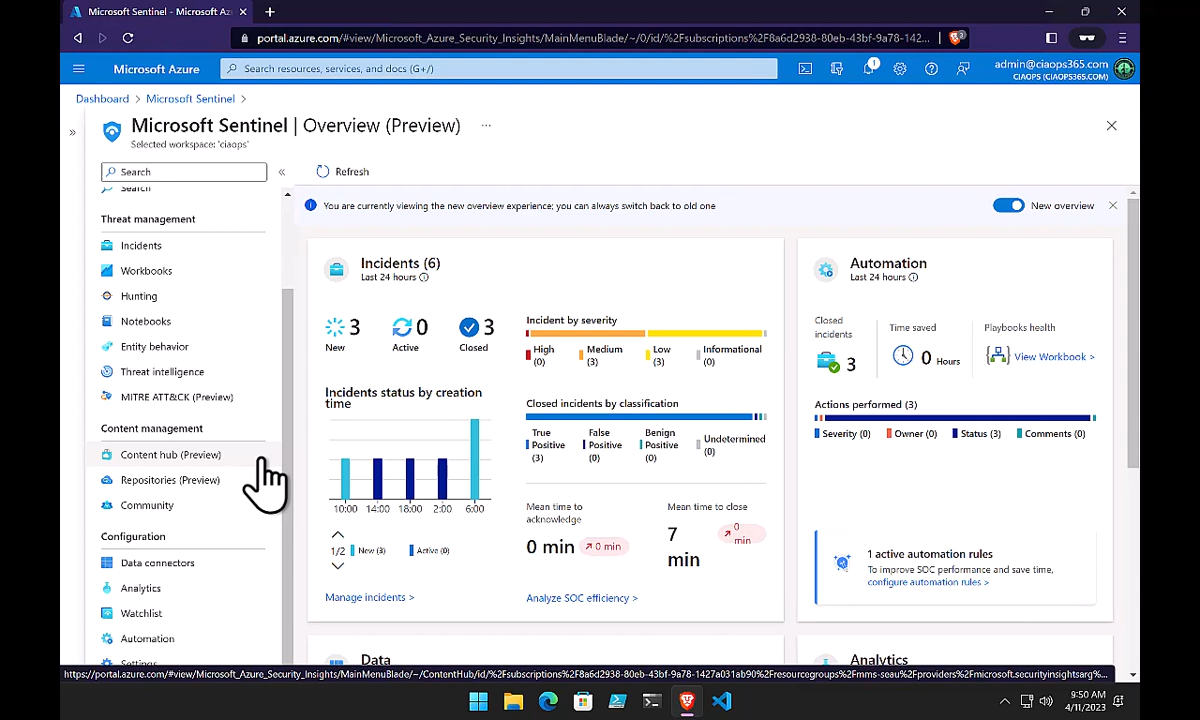 Microsoft Sentinel - Microsoft Azu
portal.azure.com/#view/Microsoft_Azure_Security_Insights/MainMenuBlade/~/0/id/%2Fsubscriptions%2F8a6d2938-80eb-43bf-9a78-142...
Microsoft Azure
Search resources, services, and docs (G+/)
1
admin@ciaops365.com
CIAOPS (CIAOPS365.COM)
Dashboard > Microsoft Sentinel >
Microsoft Sentinel | Overview (Preview) ...
Selected workspace: 'ciaops'
Search
Refresh
Search
You are currently viewing the new overview experience; you can always switch back to old one
New overview
Threat management
Incidents
Workbooks
Hunting
Notebooks
Entity behavior
Threat intelligence
MITRE ATT&CK (Preview)
Content management
Content hub (Preview)
Repositories (Preview)
Community
Configuration
Data connectors
Analytics
Watchlist
Automation
Settings
Incidents (6)
Last 24 hours
3
New
0
Active
3
Closed
Incident by severity
High (0)
Medium (3)
Low (3)
Informational (0)
Incidents status by creation
time
10:00 14:00 18:00 2:00 6:00
1/2 New (3) Active (0)
Closed incidents by classification
True Positive (3)
False Positive (0)
Benign Positive (0)
Undetermined (0)
Mean time to
acknowledge
0 min
0 min
Mean time to close
7
min
0
min
Manage incidents >
Analyze SOC efficiency >
Automation
Last 24 hours
Closed
incidents
3
Time saved
0 Hours
Playbooks health
View Workbook >
Actions performed (3)
Severity (0) Owner (0) Status (3) Comments (0)
1 active automation rules
To improve SOC performance and save time,
configure automation rules >
Data
Analytics
https://portal.azure.com/#view/Microsoft_Azure_Security_Insights/MainMenuBlade/~/ContentHub/id/%2Fsubscriptions%2F8a6d2938-80eb-43bf-9a78-1427a031ab90%2Fresourcegroups%2Fmms-seau%2Fproviders%2Fmicrosoft.securityinsightsarg%...
9:50 AM
4/11/2023